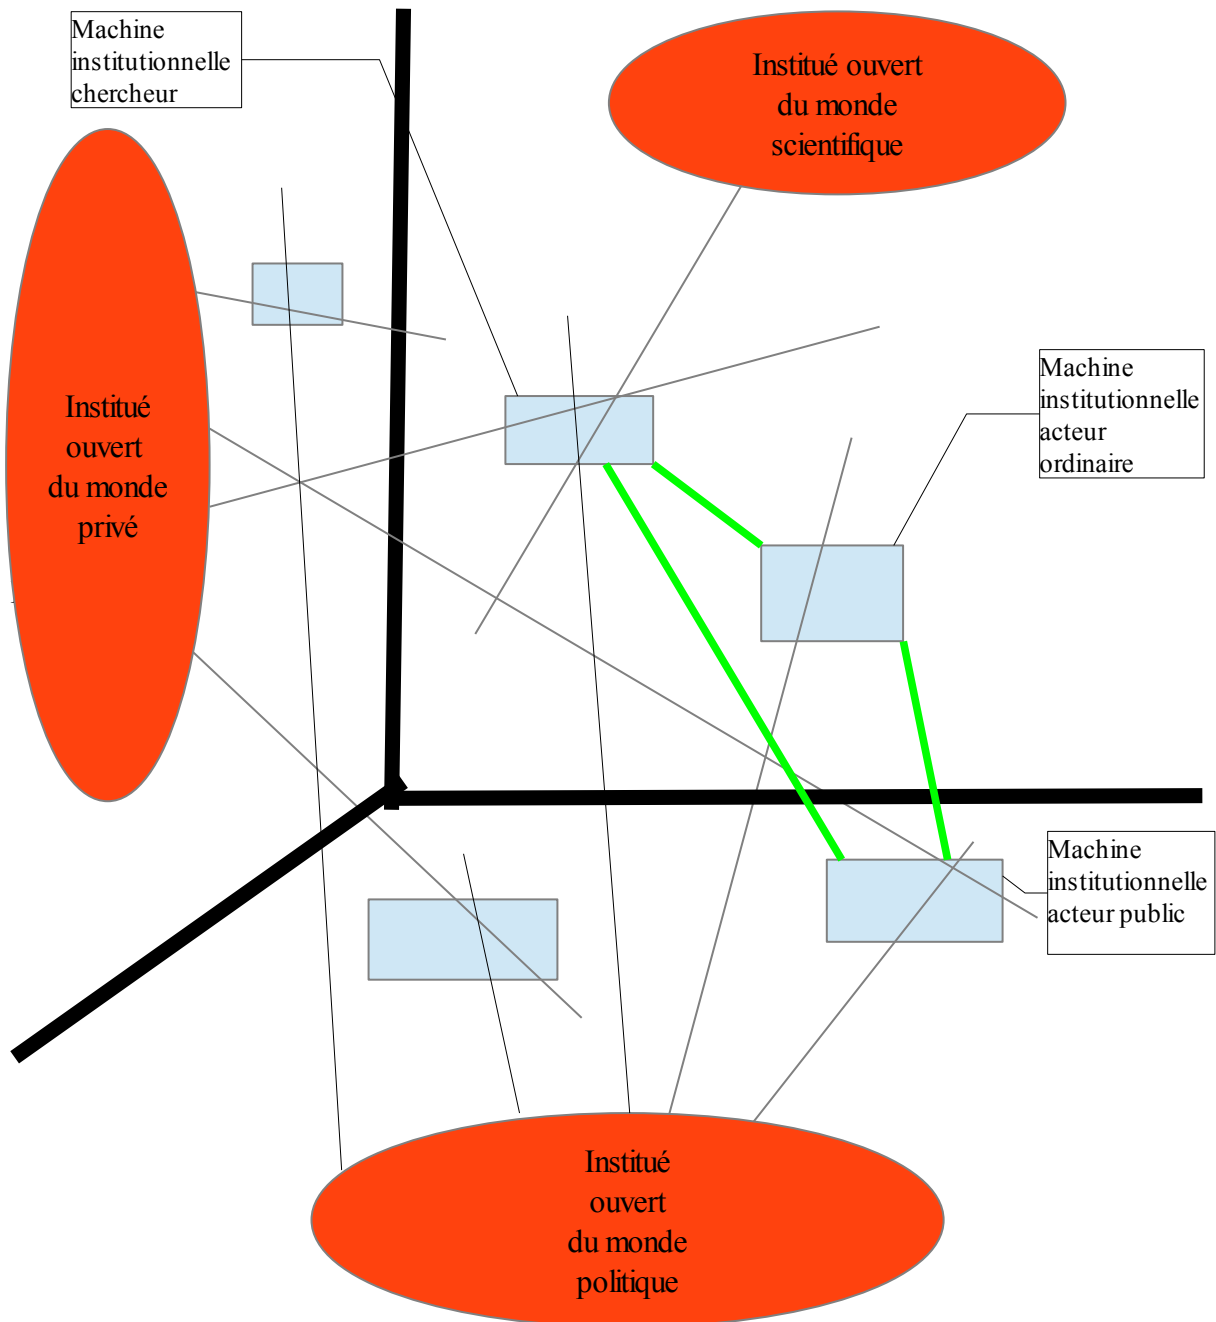 Machine
institutionnelle
chercheur
Institué ouvert
du monde
scientifique
Institué
ouvert
du monde
privé
Machine
institutionnelle
acteur
ordinaire
Machine
institutionnelle
acteur public
Institué
ouvert
du monde
politique